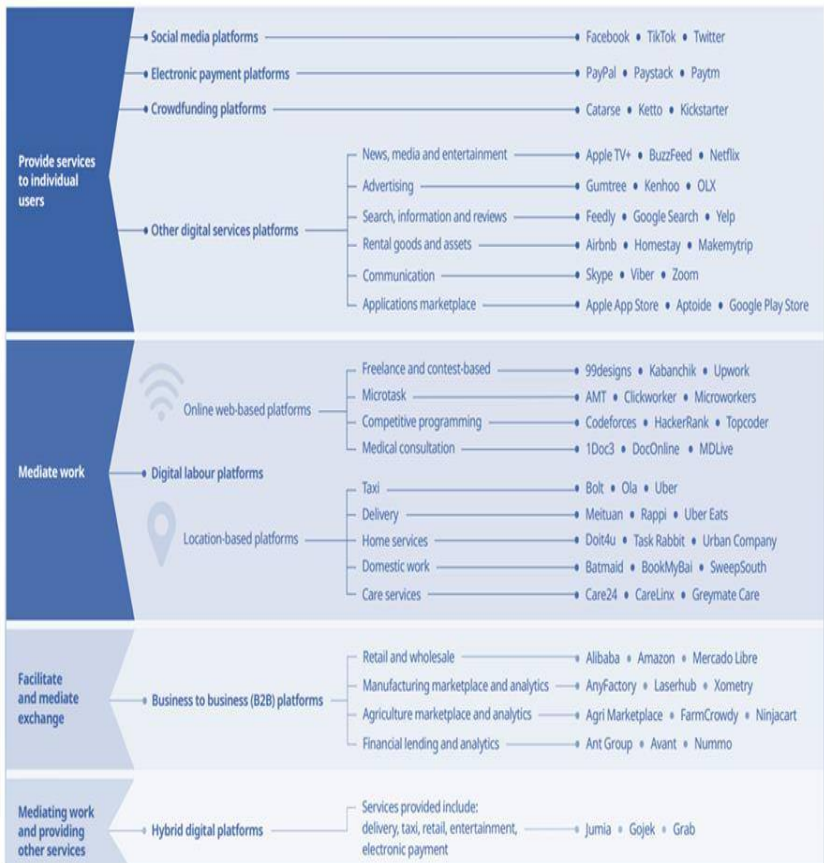 Social media platforms Facebook • TikTok • Twitter
Electronic payment platforms PayPal • Paystack • Paytm
Crowdfunding platforms Catarse • Ketto • Kickstarter
Provide services
to individual
users
Other digital services platforms
News, media and entertainment Apple TV+ • BuzzFeed • Netflix
Advertising Gumtree • Kenhoo • OLX
Search, information and reviews Feedly • Google Search • Yelp
Rental goods and assets Airbnb • Homestay • Makemytrip
Communication Skype • Viber • Zoom
Applications marketplace Apple App Store • Aptoide • Google Play Store
Mediate work
Digital labour platforms
Online web-based platforms
Freelance and contest-based 99designs • Kabanchik • Upwork
Microtask AMT • Clickworker • Microworkers
Competitive programming Codeforces • HackerRank • Topcoder
Medical consultation 1Doc3 • DocOnline • MDLive
Location-based platforms
Taxi Bolt • Ola • Uber
Delivery Meituan • Rappi • Uber Eats
Home services Doit4u • Task Rabbit • Urban Company
Domestic work Batmaid • BookMyBai • SweepSouth
Care services Care24 • CareLinx • Greymate Care
Facilitate
and mediate
exchange
Business to business (B2B) platforms
Retail and wholesale Alibaba • Amazon • Mercado Libre
Manufacturing marketplace and analytics AnyFactory • Laserhub • Xometry
Agriculture marketplace and analytics Agri Marketplace • FarmCrowdy • Ninjacart
Financial lending and analytics Ant Group • Avant • Nummo
Mediating work
and providing
other services
Hybrid digital platforms
Services provided include:
delivery, taxi, retail, entertainment,
electronic payment
Jumia • Gojek • Grab